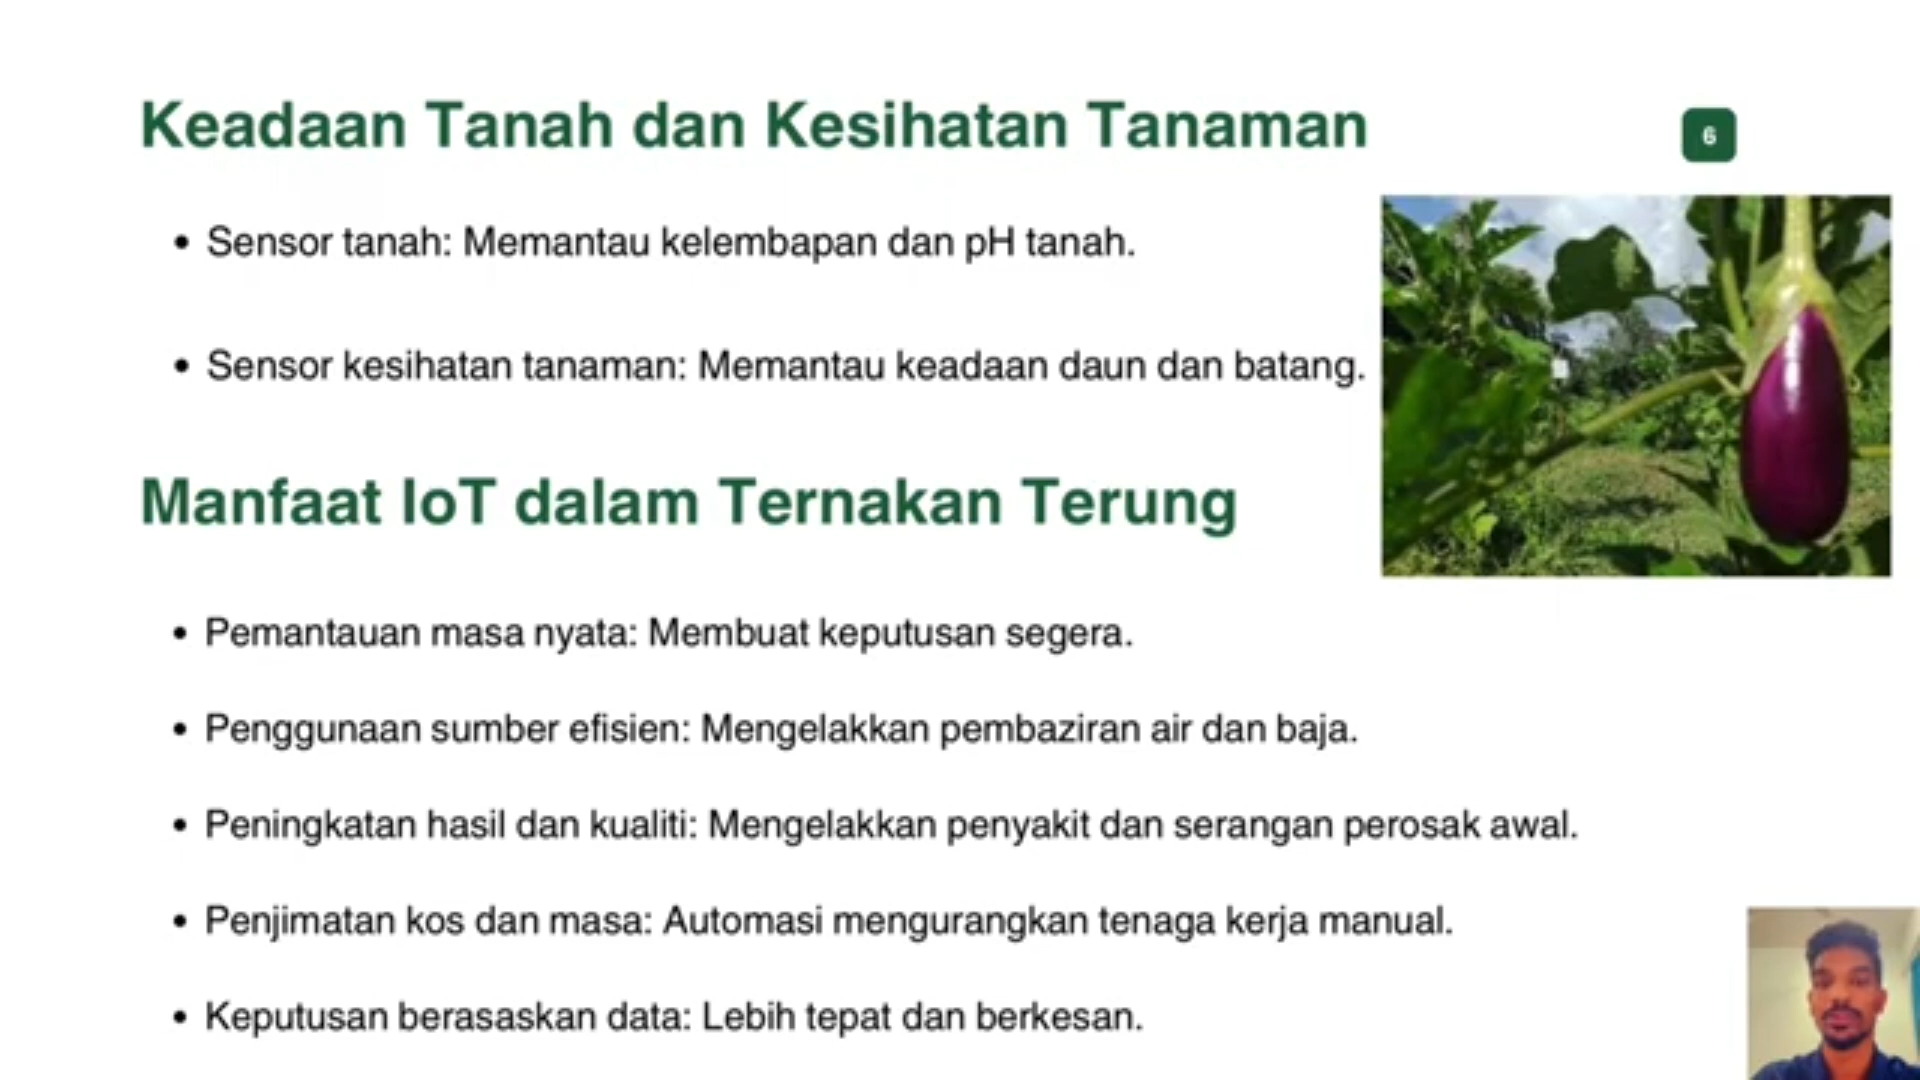 Keadaan Tanah dan Kesihatan Tanaman
6
• Sensor tanah: Memantau kelembapan dan pH tanah.
• Sensor kesihatan tanaman: Memantau keadaan daun dan batang.
Manfaat IoT dalam Ternakan Terung
• Pemantauan masa nyata: Membuat keputusan segera.
• Penggunaan sumber efisien: Mengelakkan pembaziran air dan baja.
• Peningkatan hasil dan kualiti: Mengelakkan penyakit dan serangan perosak awal.
• Penjimatan kos dan masa: Automasi mengurangkan tenaga kerja manual.
• Keputusan berasaskan data: Lebih tepat dan berkesan.